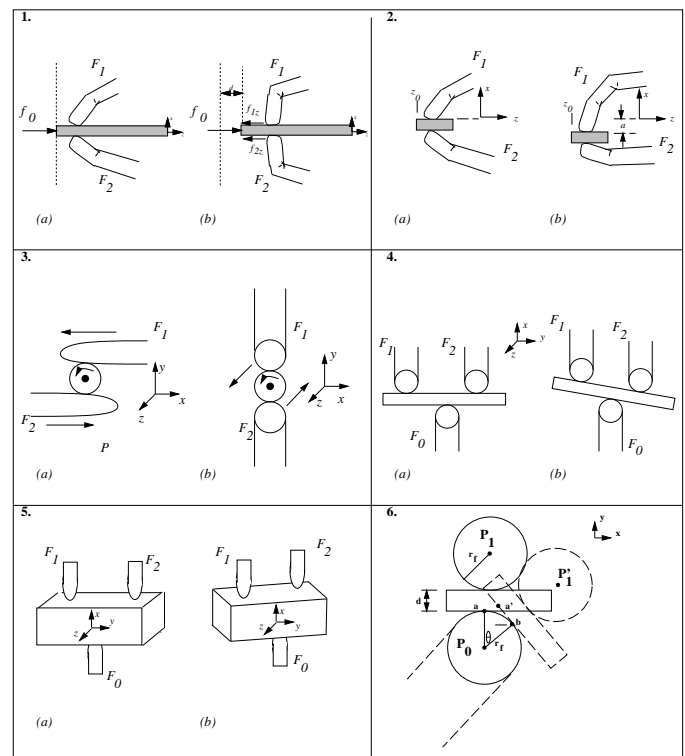 1.
F1
f0
F2
(a)
d
f1z
f0
f2z
F1
F2
x
z
(b)
2.
F1
z0
x
z
F2
(a)
F1
z0
x
z
a
F2
(b)
3.
F1
F2
P
y
x
z
(a)
F1
F2
y
x
z
(b)
4.
F1
F2
F0
x
y
z
(a)
F1
F2
F0
(b)
5.
F1
F2
x
y
z
F0
(a)
F1
F2
x
y
z
F0
(b)
6.
y
x
P1
rf
P1'
d
a
a'
b
P0
θ
rf